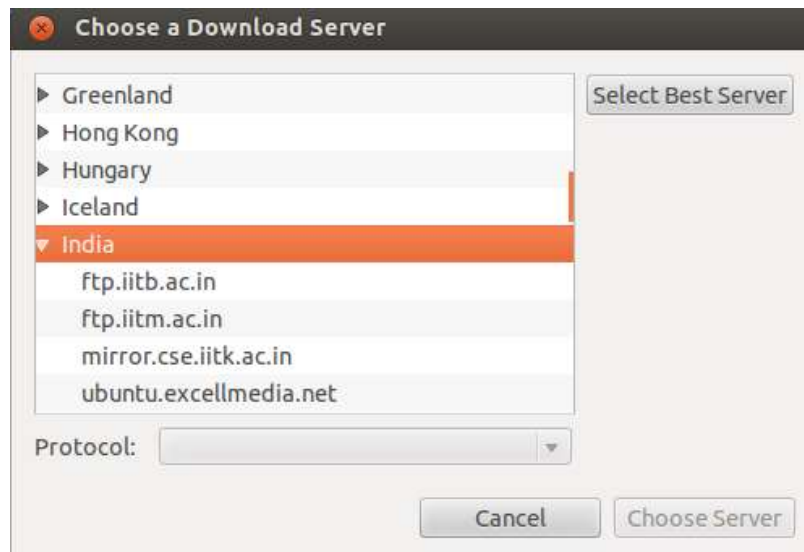 Choose a Download Server
Greenland
Select Best Server
Hong Kong
Hungary
Iceland
India
ftp.iitb.ac.in
ftp.iitm.ac.in
mirror.cse.iitk.ac.in
ubuntu.excellmedia.net
Protocol:
Cancel
Choose Server